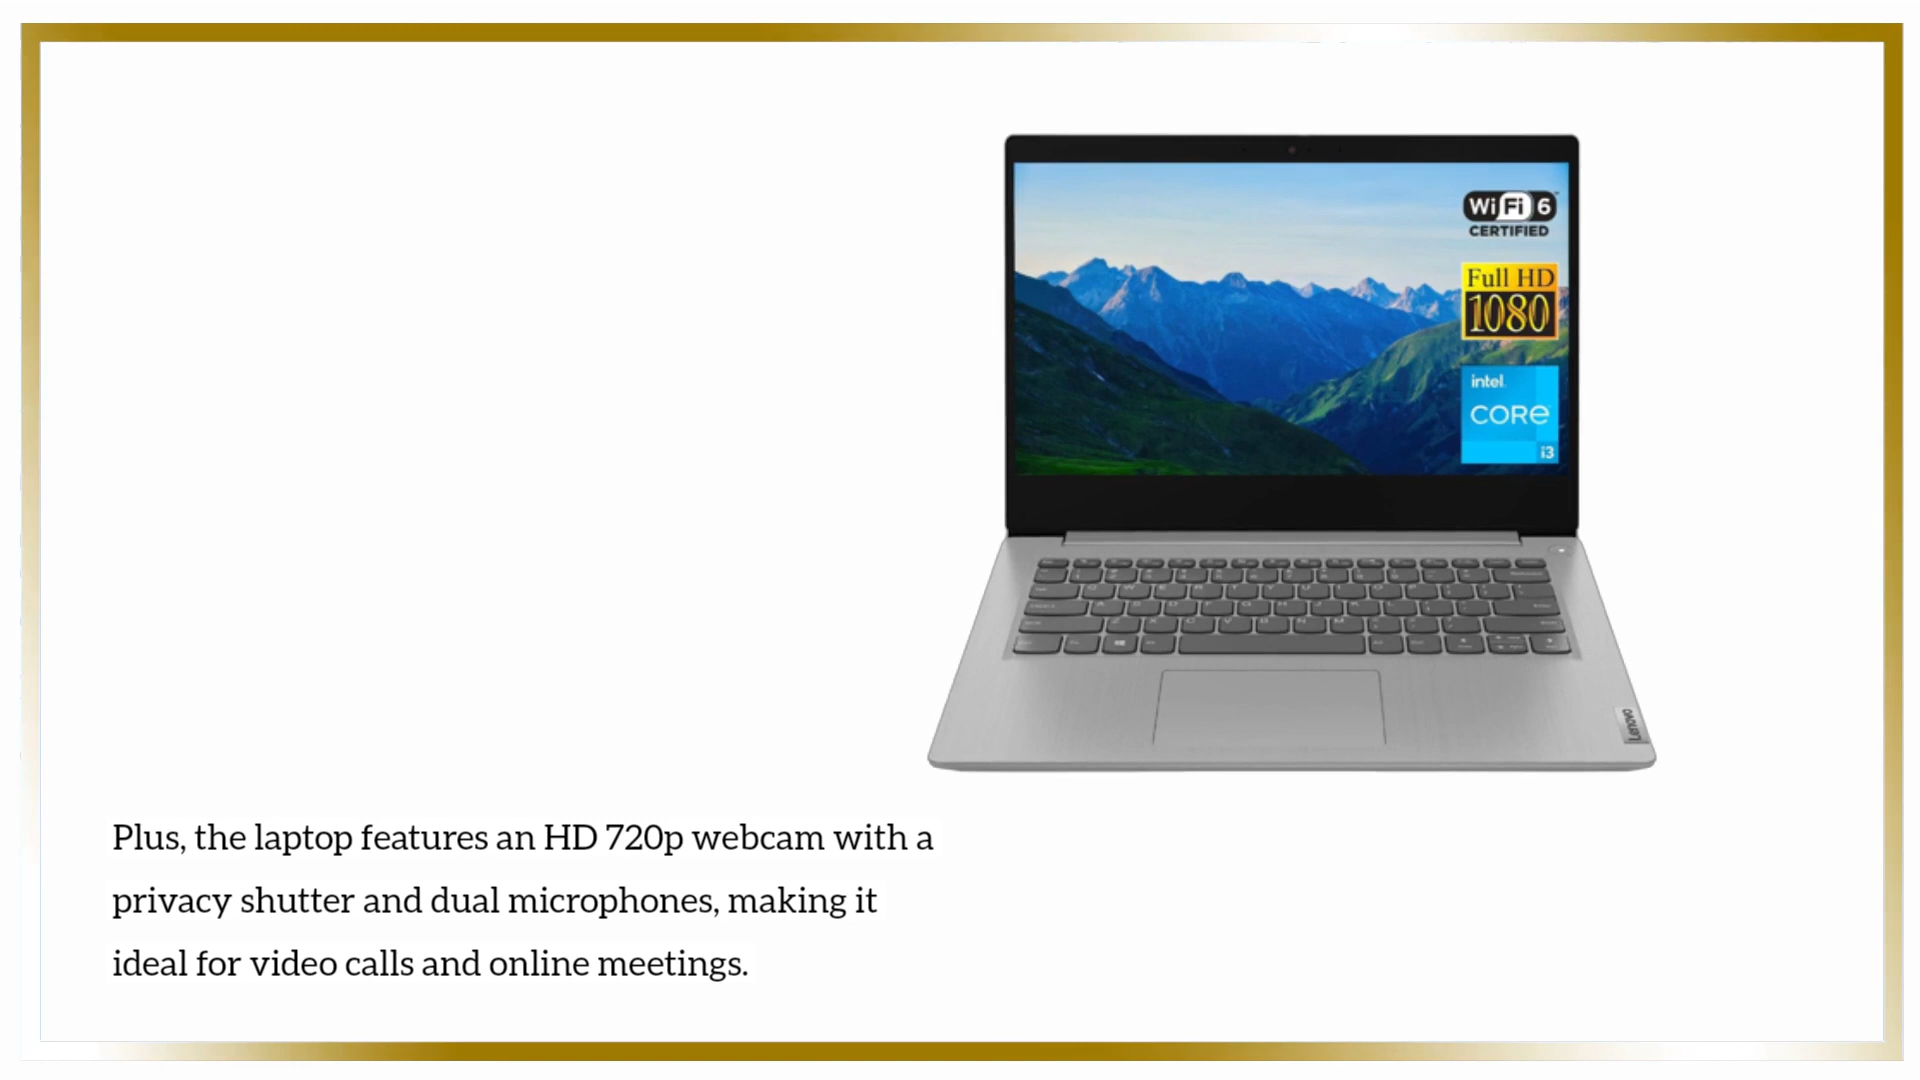 WiFi 6
CERTIFIED
Full HD
1080
intel
CORE
i3
Lenovo
Plus, the laptop features an HD 720p webcam with a
privacy shutter and dual microphones, making it
ideal for video calls and online meetings.